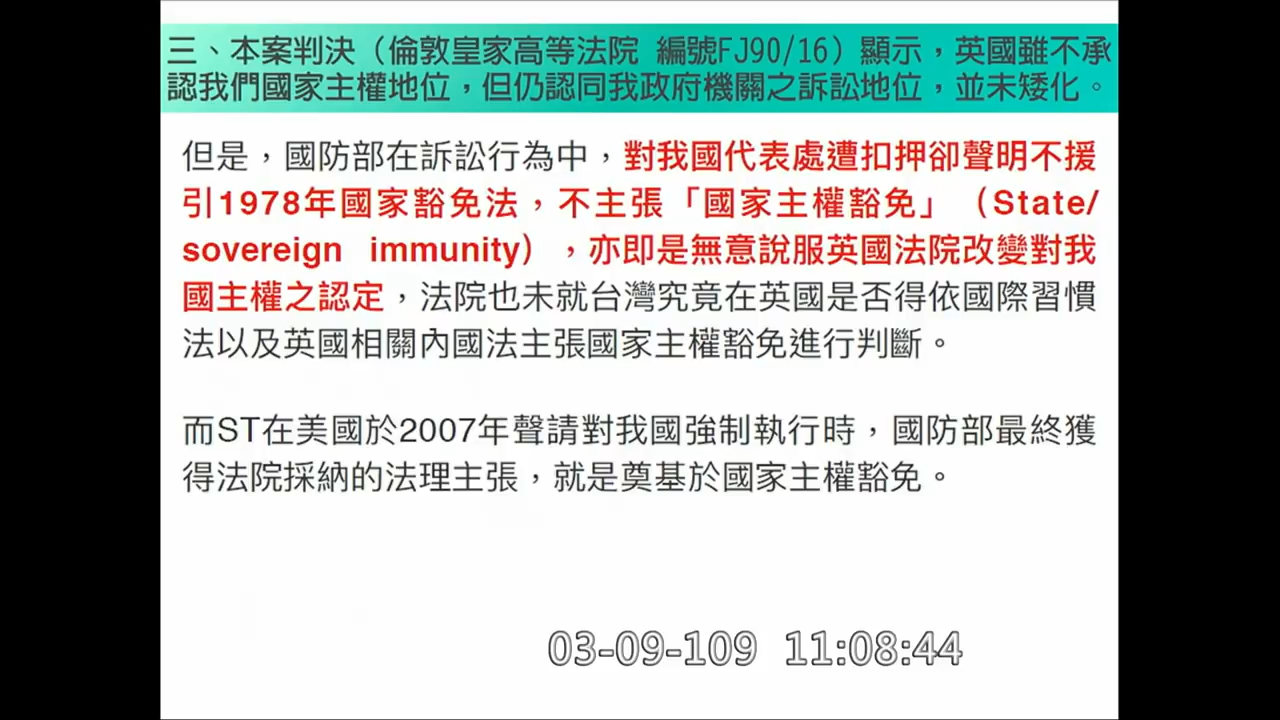 三、本案判決（倫敦皇家高等法院 編號FJ90/16）顯示，英國雖不承
認我們國家主權地位，但仍認同我政府機關之訴訟地位，並未矮化。
但是，國防部在訴訟行為中，對我國代表處遭扣押卻聲明不援
引1978年國家豁免法，不主張「國家主權豁免」（State/
sovereign immunity），亦即是無意說服英國法院改變對我
國主權之認定，法院也未就台灣究竟在英國是否得依國際習慣
法以及英國相關內國法主張國家主權豁免進行判斷。
而ST在美國於2007年聲請對我國強制執行時，國防部最終獲
得法院採納的法理主張，就是奠基於國家主權豁免。
03-09-109 11:08:44